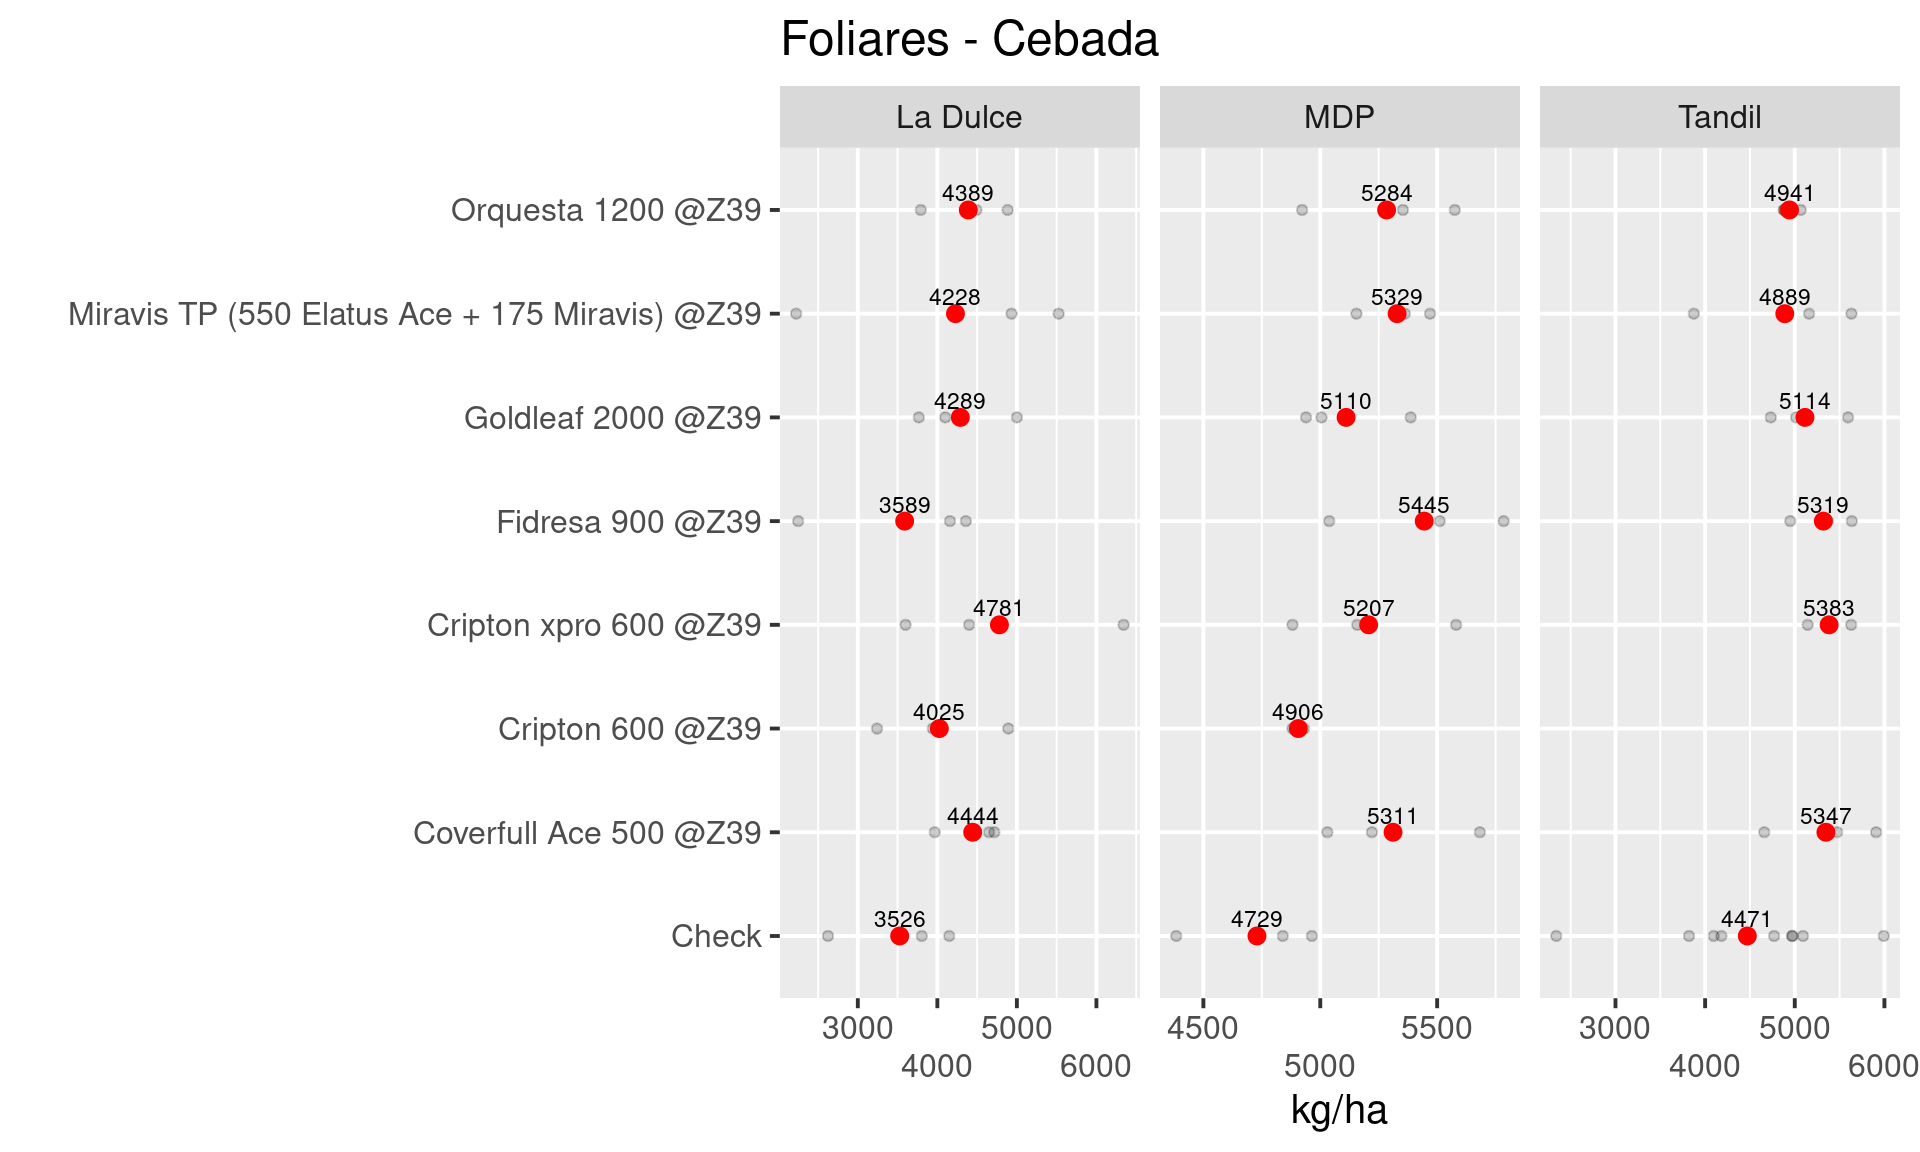 Foliares - Cebada
La Dulce MDP Tandil
Orquesta 1200 @Z39 4389 5284 4941
Miravis TP (550 Elatus Ace + 175 Miravis) @Z39 4228 5329 4889
Goldleaf 2000 @Z39 4289 5110 5114
Fidresa 900 @Z39 3589 5445 5319
Cripton xpro 600 @Z39 4781 5207 5383
Cripton 600 @Z39 4025 4906
Coverfull Ace 500 @Z39 4444 5311 5347
Check 3526 4729 4471
3000 5000 4500 5500 3000 5000
4000 6000 5000 4000 6000
kg/ha